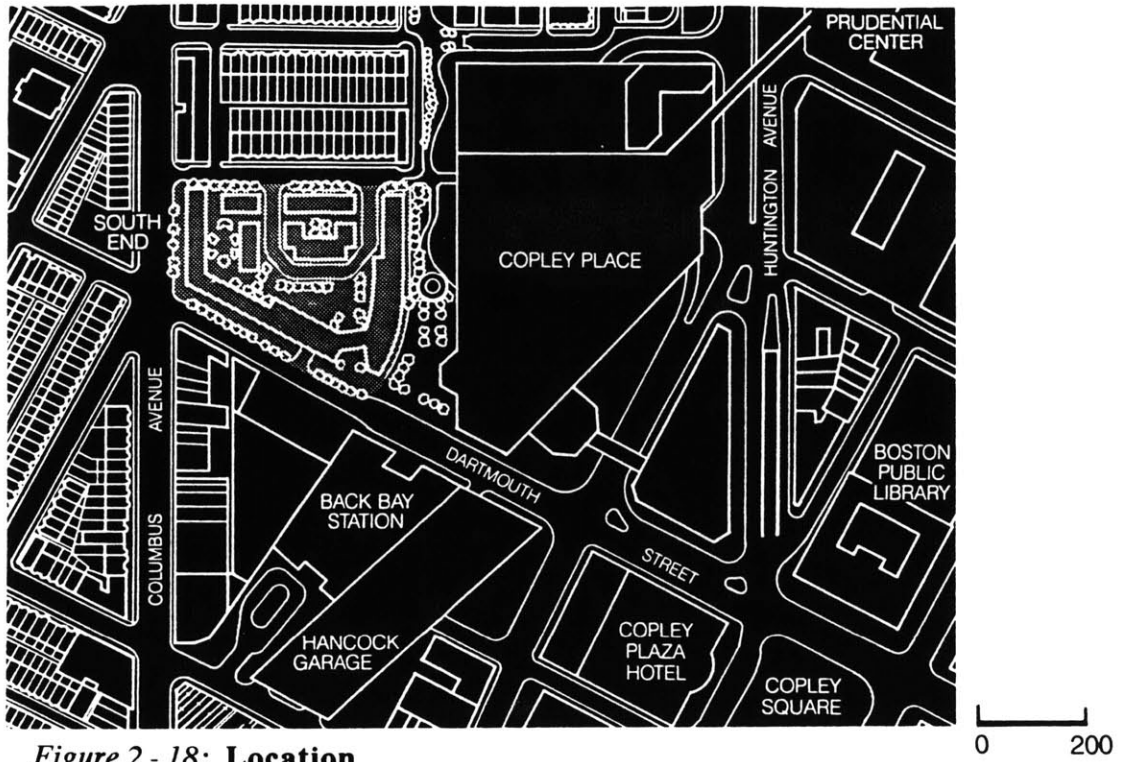 PRUDENTIAL
CENTER
HUNTINGTON AVENUE
SOUTH
END
COPLEY PLACE
COLUMBUS AVENUE
DARTMOUTH
STREET
BACK BAY
STATION
BOSTON
PUBLIC
LIBRARY
HANCOCK
GARAGE
COPLEY
PLAZA
HOTEL
COPLEY
SQUARE
0 200
Figure 2 - 18: Location